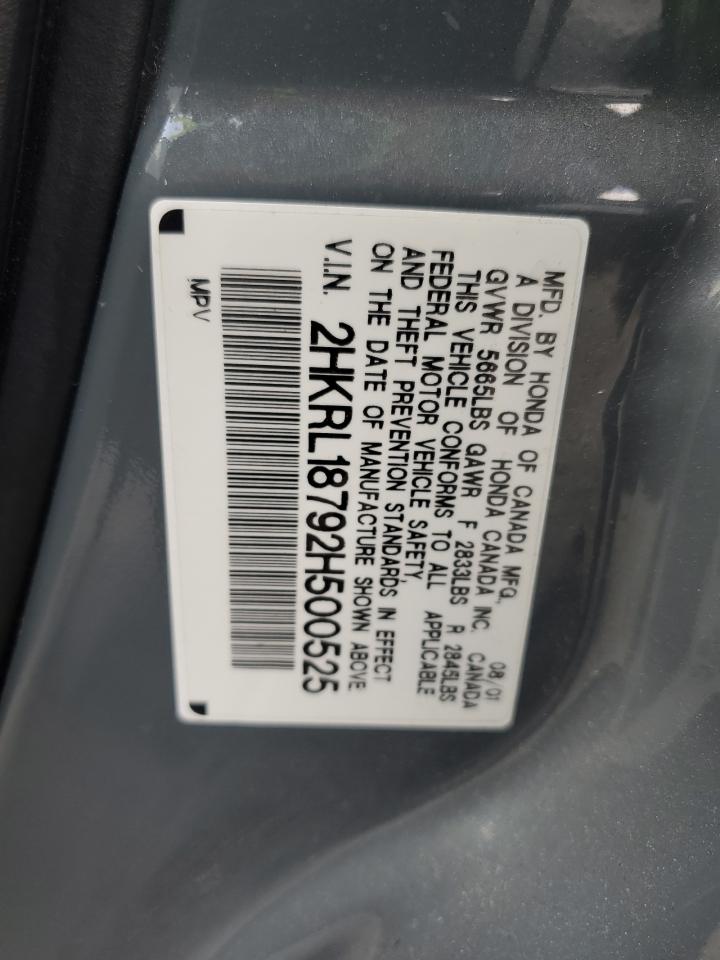 MFD. BY HONDA OF CANADA MFG.
A DIVISION OF HONDA CANADA INC. 08/01
GVWR 5665LBS GAWR F 2833LBS R 2845LBS CANADA
THIS VEHICLE CONFORMS TO ALL APPLICABLE
FEDERAL MOTOR VEHICLE SAFETY,
AND THEFT PREVENTION STANDARDS IN EFFECT
ON THE DATE OF MANUFACTURE SHOWN ABOVE
V.I.N. 2HKRL18792H500525
MPV